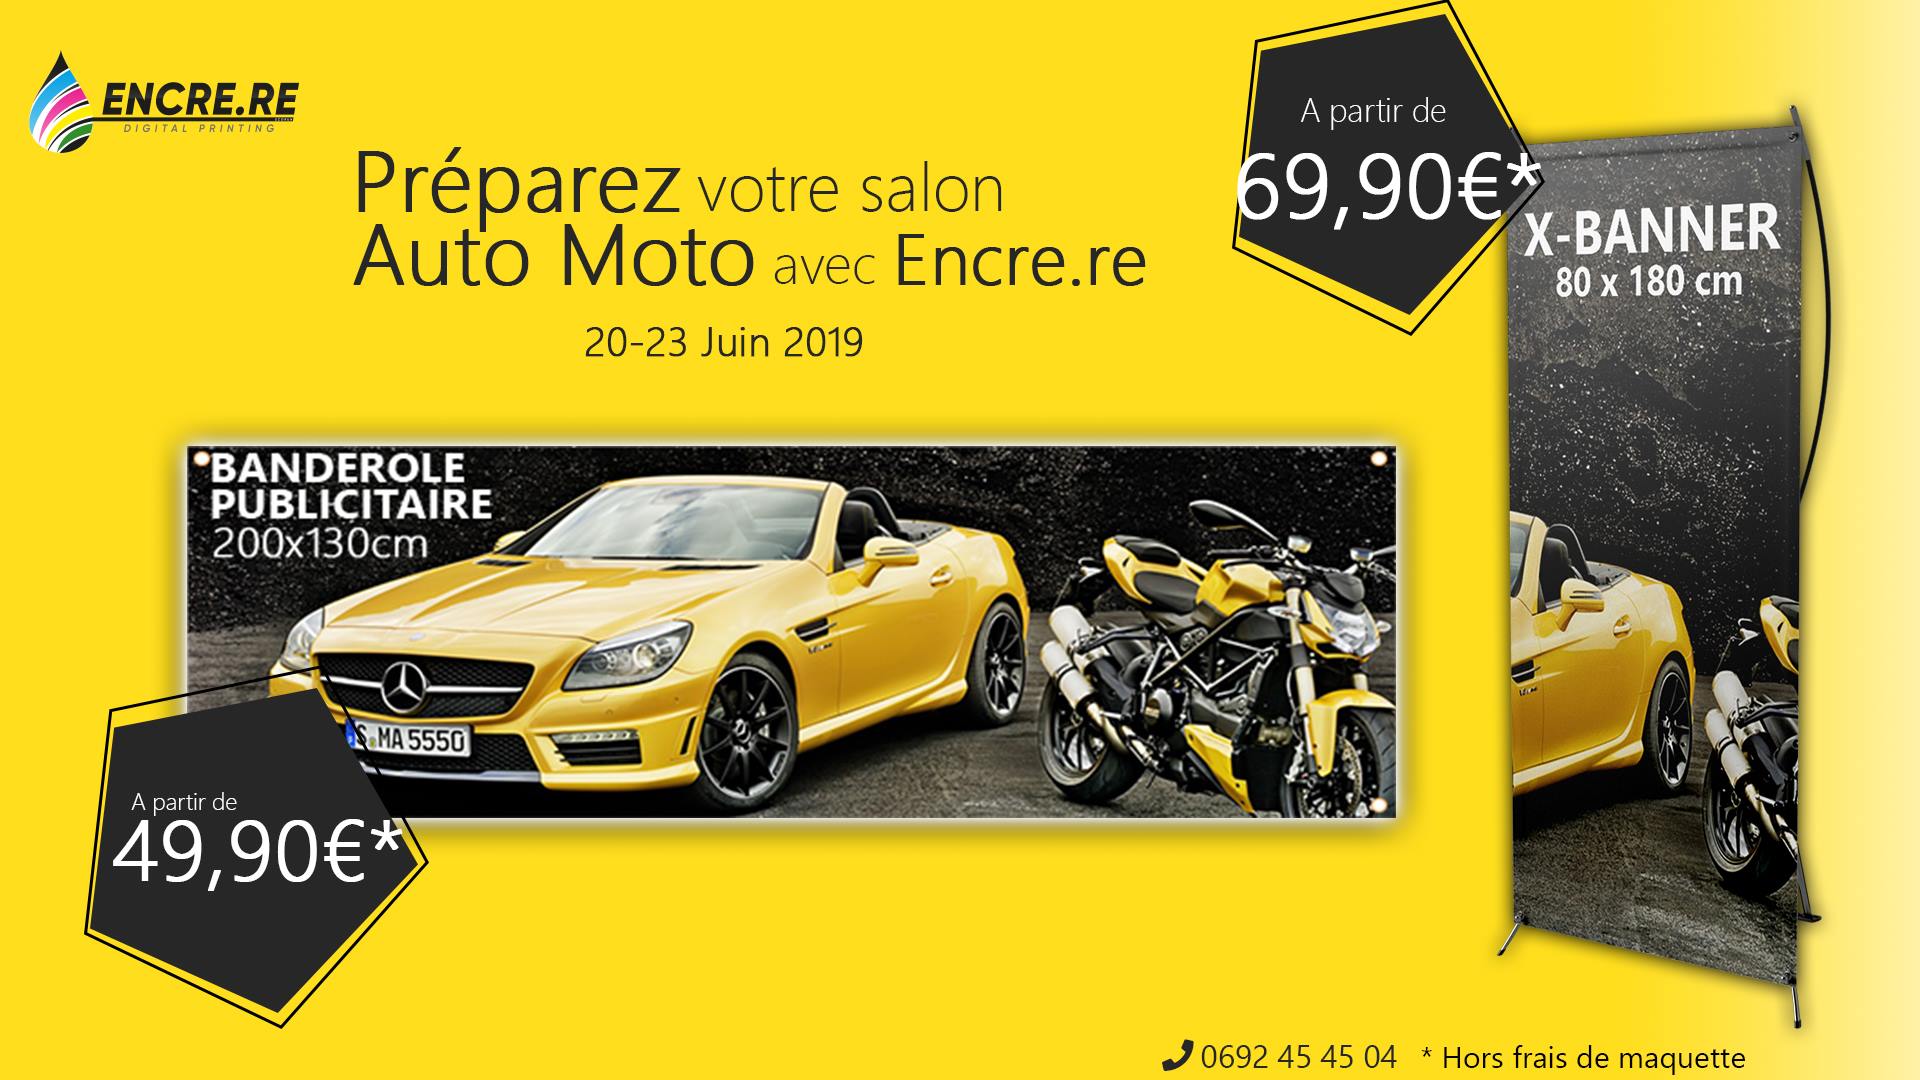 ENCRE.RE
DIGITAL PRINTING
Préparez votre salon
Auto Moto avec Encre.re
20-23 Juin 2019
A partir de
69,90€*
X-BANNER
80 x 180 cm
BANDEROLE
PUBLICITAIRE
200x130cm
S MA 5550
A partir de
49,90€*
0692 45 45 04 * Hors frais de maquette